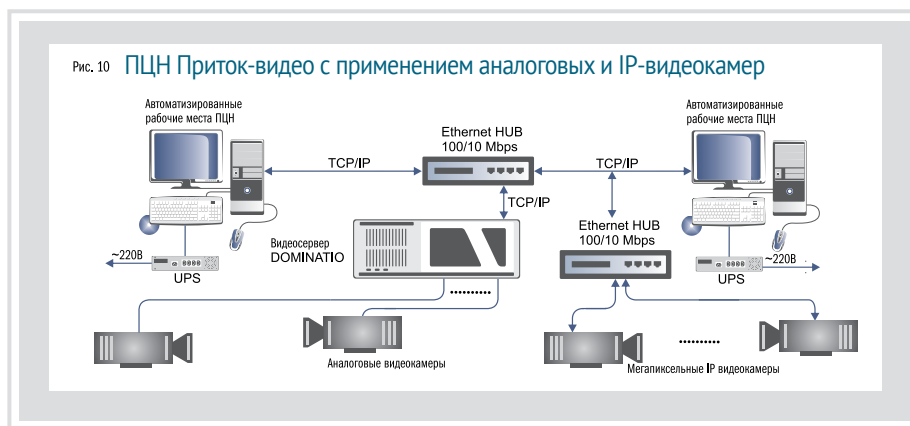 Рис. 10 ПЦН Приток-видео с применением аналоговых и IP-видеокамер
Автоматизированные
рабочие места ПЦН
Ethernet HUB
100/10 Mbps
Автоматизированные
рабочие места ПЦН
TCP/IP
TCP/IP
TCP/IP
Видеосервер
DOMINATIO
Ethernet HUB
100/10 Mbps
~220В
UPS
UPS
~220В
Аналоговые видеокамеры
Мегапиксельные IP видеокамеры